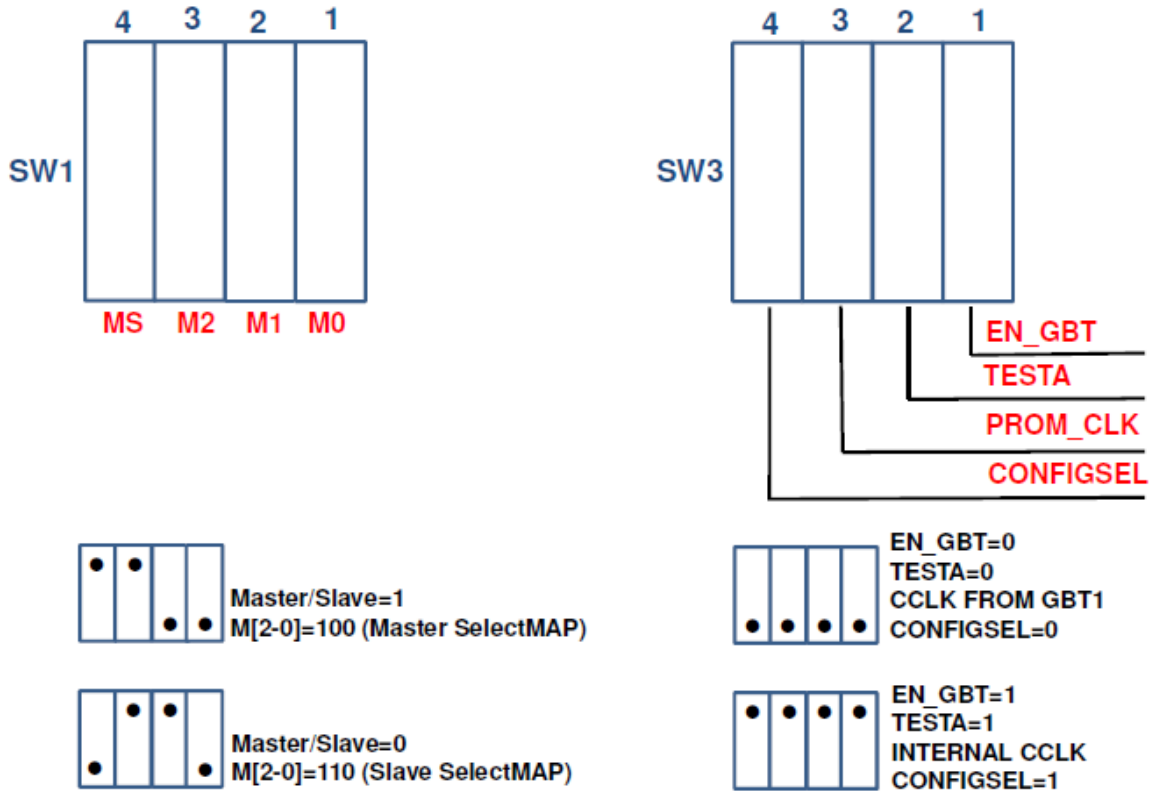 4 3 2 1
SW1
MS M2 M1 M0
4 3 2 1
SW3
EN_GBT
TESTA
PROM_CLK
CONFIGSEL
Master/Slave=1
M[2-0]=100 (Master SelectMAP)
Master/Slave=0
M[2-0]=110 (Slave SelectMAP)
EN_GBT=0
TESTA=0
CCLK FROM GBT1
CONFIGSEL=0
EN_GBT=1
TESTA=1
INTERNAL CCLK
CONFIGSEL=1